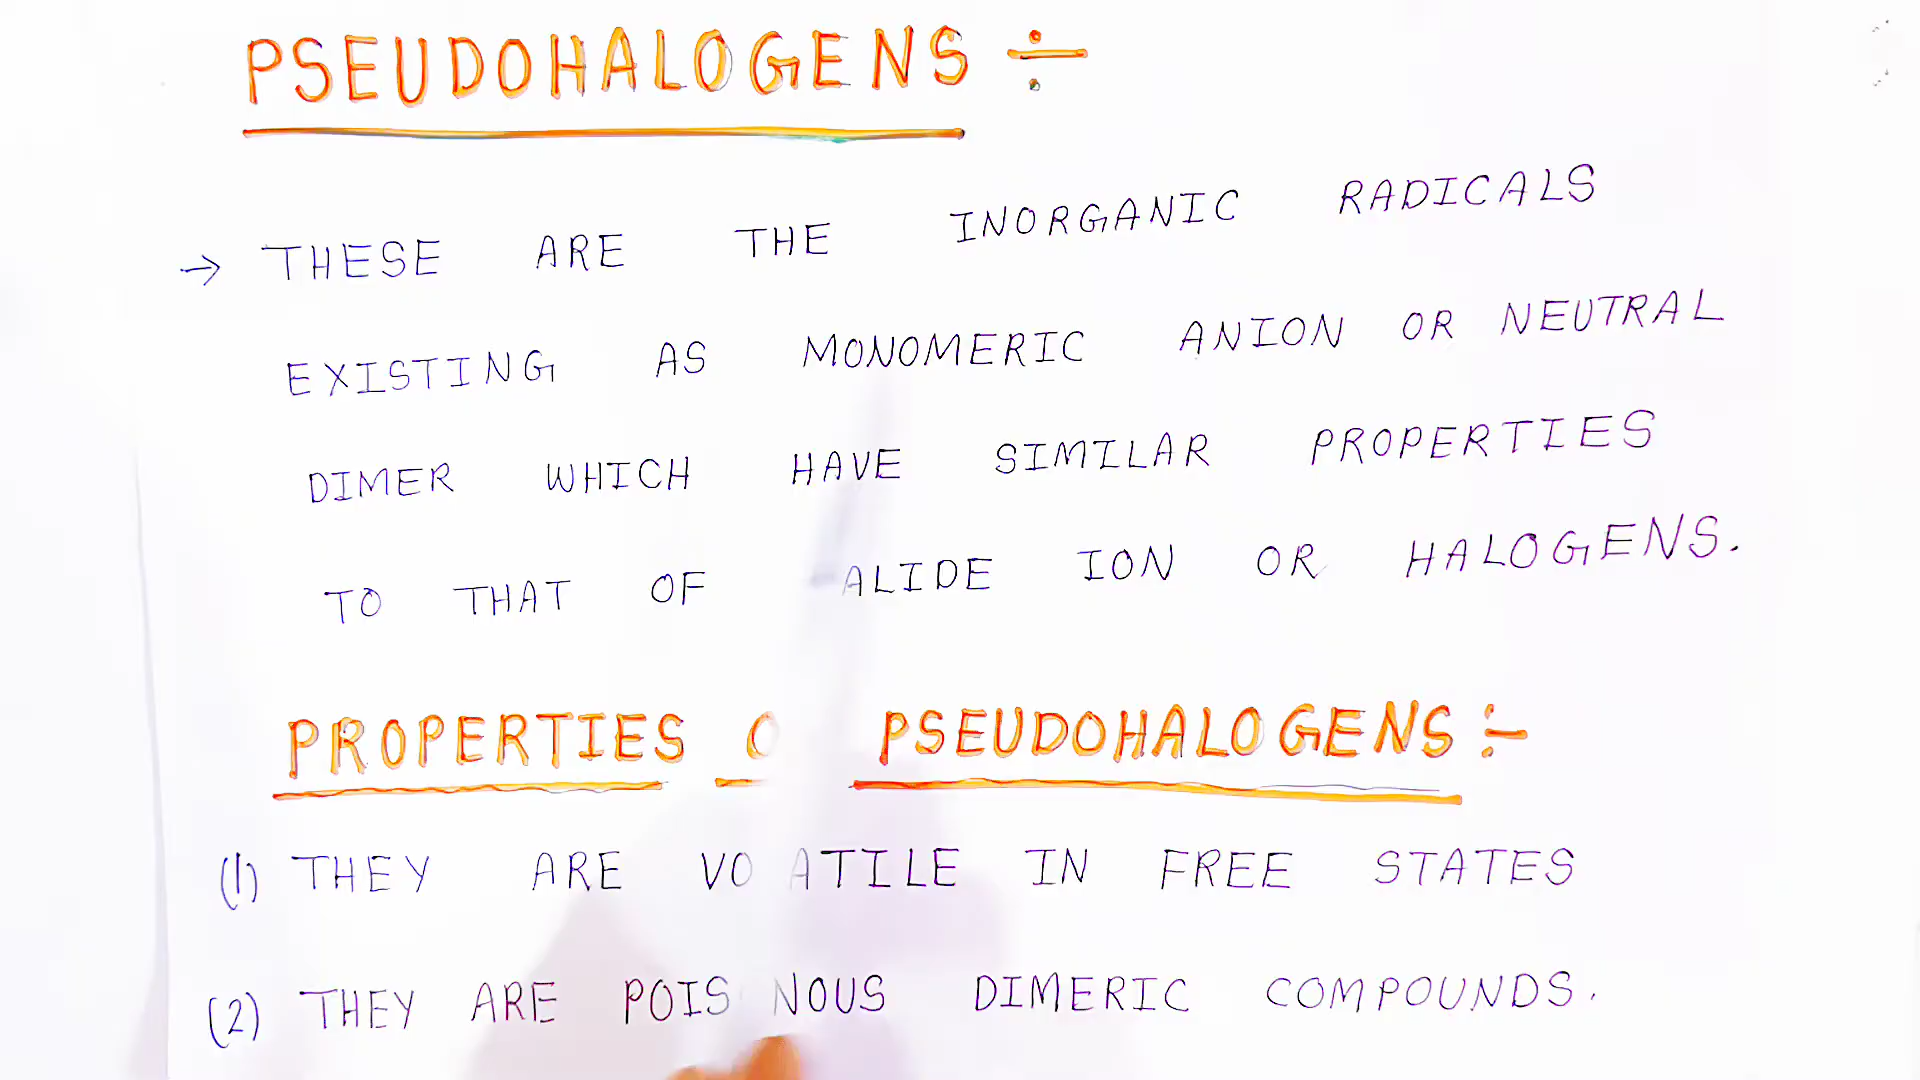 PSEUDOHALOGENS ÷
→ THESE ARE THE INORGANIC RADICALS
EXISTING AS MONOMERIC ANION OR NEUTRAL
DIMER WHICH HAVE SIMILAR PROPERTIES
TO THAT OF ALIDE ION OR HALOGENS.
PROPERTIES O PSEUDOHALOGENS :-
(1) THEY ARE VO ATILE IN FREE STATES
(2) THEY ARE POIS NOUS DIMERIC COMPOUNDS.